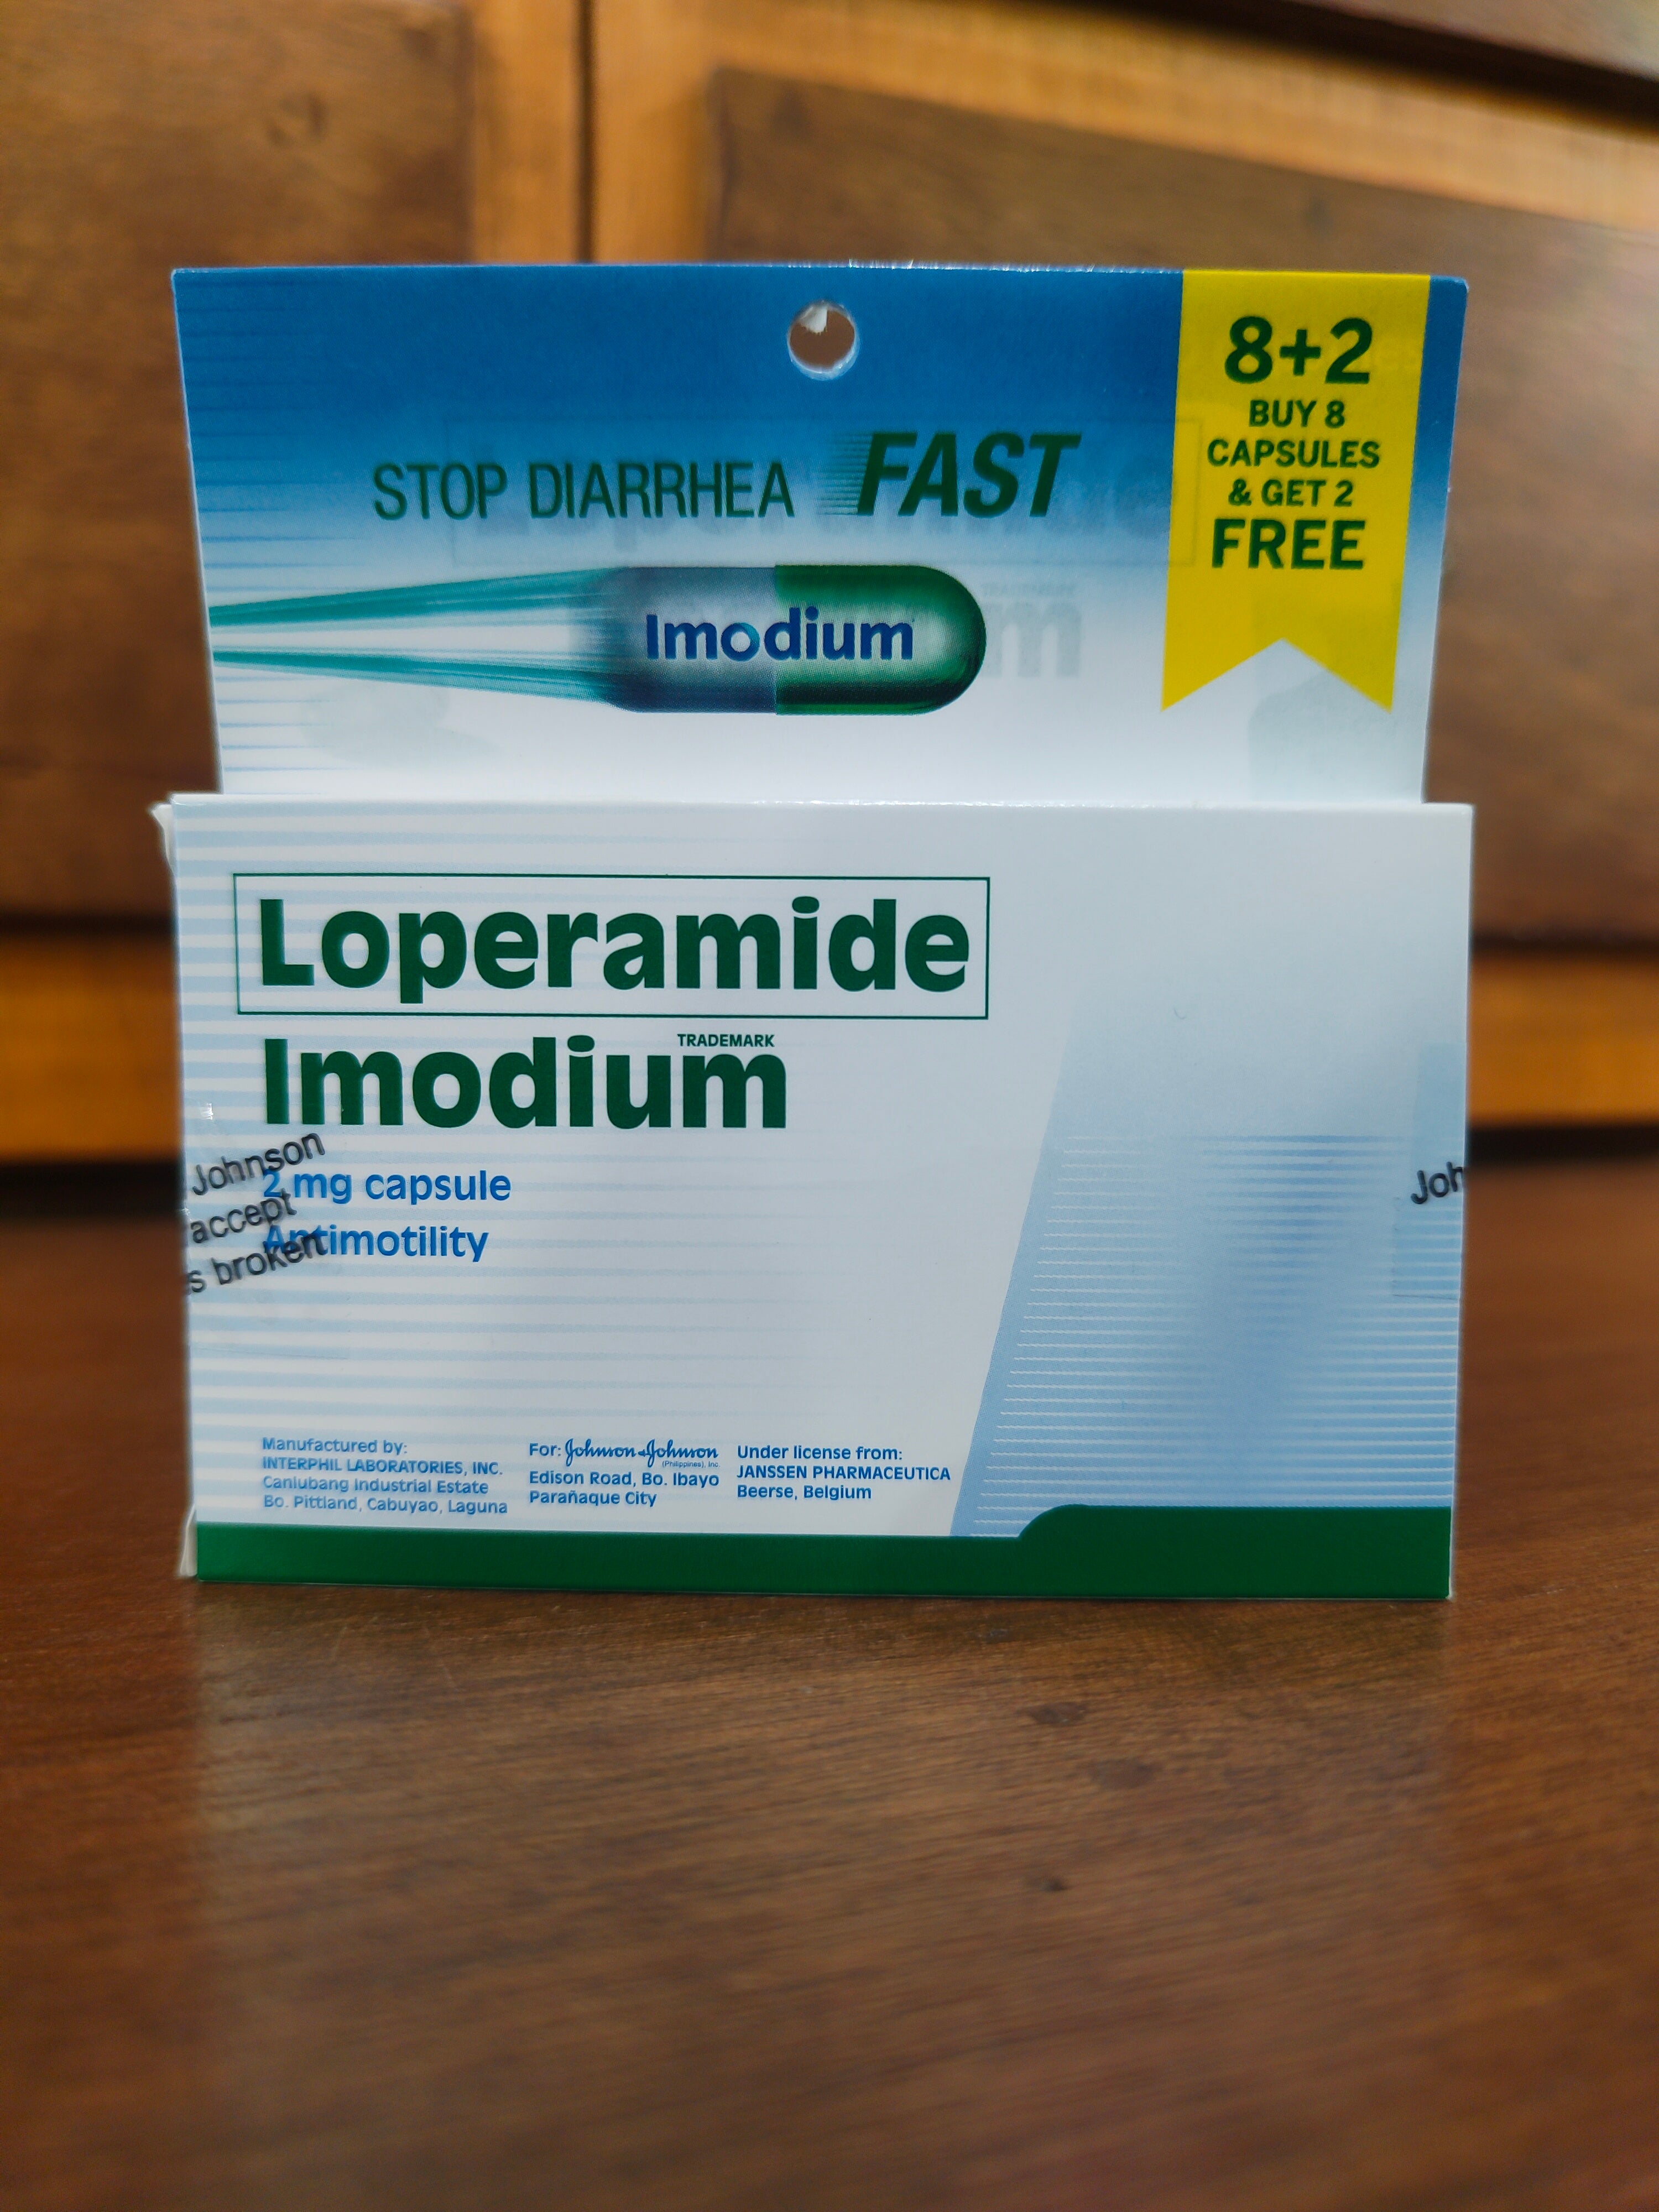 8+2
BUY 8
CAPSULES
& GET 2
FREE
STOP DIARRHEA FAST
Imodium
Loperamide
Imodium
TRADEMARK
2 mg capsule
Antimotility
Johnson
accept
s broken
Joh
Manufactured by:
INTERPHIL LABORATORIES, INC.
Canlubang Industrial Estate
Bo. Pittland, Cabuyao, Laguna
For: Johnson & Johnson
(Philippines), Inc.
Edison Road, Bo. Ibayo
Parañaque City
Under license from:
JANSSEN PHARMACEUTICA
Beerse, Belgium